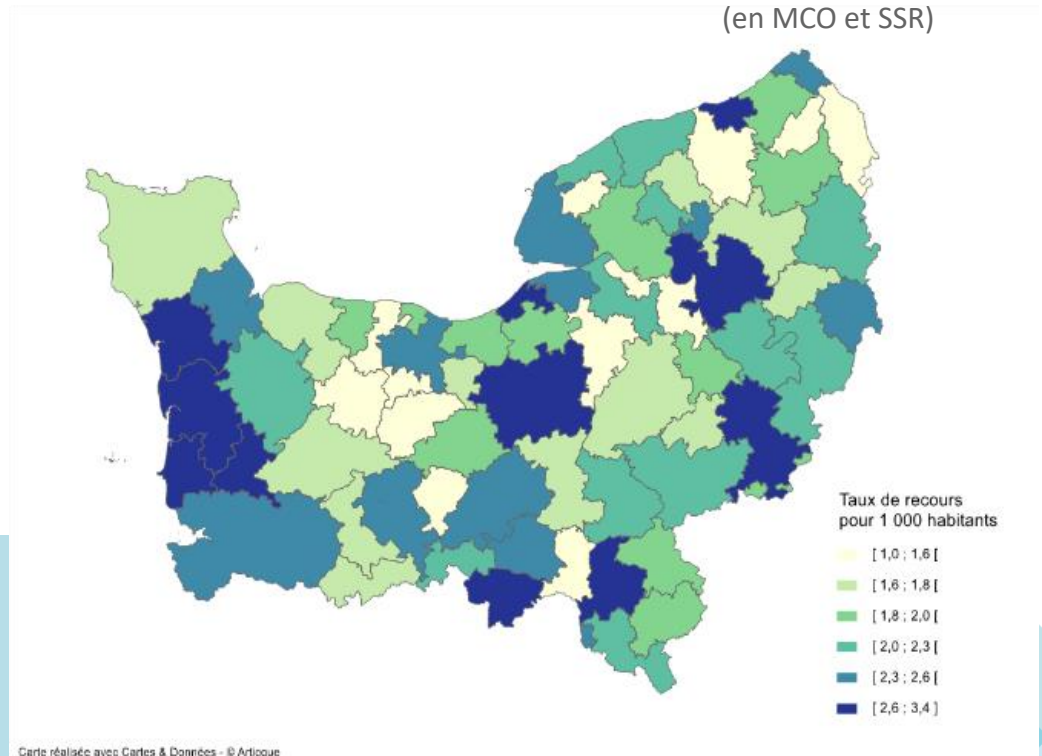 (en MCO et SSR)
Taux de recours
pour 1 000 habitants
[ 1,0 ; 1,6 [
[ 1,6 ; 1,8 [
[ 1,8 ; 2,0 [
[ 2,0 ; 2,3 [
[ 2,3 ; 2,6 [
[ 2,6 ; 3,4 ]
Carte réalisée avec Cartes & Données - © Artique